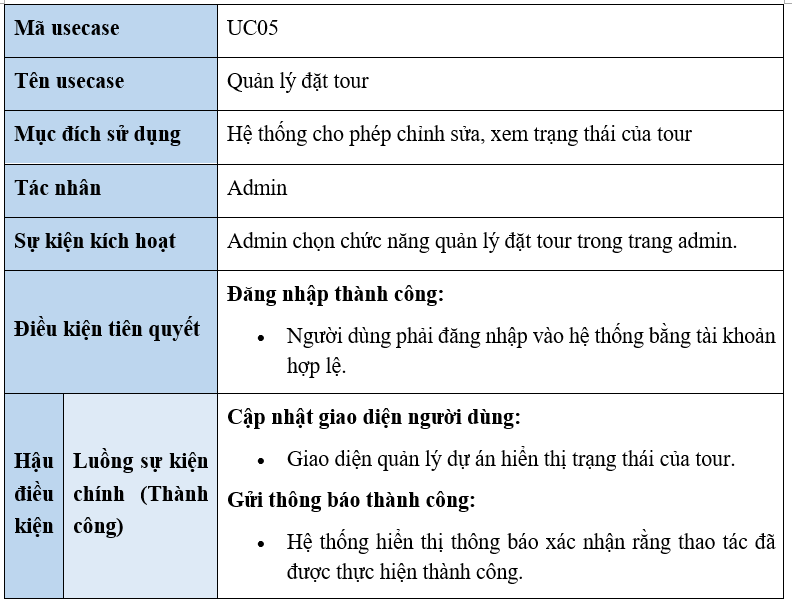 Mã usecase
UC05
Tên usecase
Quản lý đặt tour
Mục đích sử dụng
Hệ thống cho phép chỉnh sửa, xem trạng thái của tour
Tác nhân
Admin
Sự kiện kích hoạt
Admin chọn chức năng quản lý đặt tour trong trang admin.
Điều kiện tiên quyết
Đăng nhập thành công:
• Người dùng phải đăng nhập vào hệ thống bằng tài khoản
hợp lệ.
Hậu
điều
kiện
Luồng sự kiện
chính (Thành
công)
Cập nhật giao diện người dùng:
• Giao diện quản lý dự án hiển thị trạng thái của tour.
Gửi thông báo thành công:
• Hệ thống hiển thị thông báo xác nhận rằng thao tác đã
được thực hiện thành công.